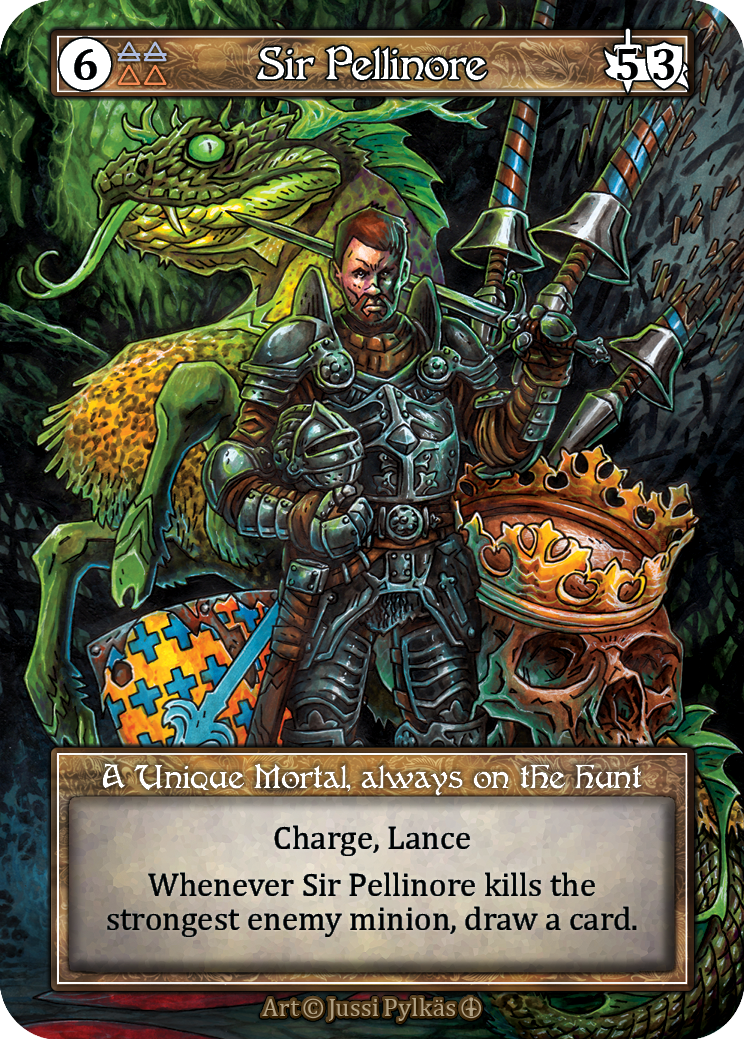 6 Sir Pellinore 5 3
A Unique Mortal, always on the hunt
Charge, Lance
Whenever Sir Pellinore kills the
strongest enemy minion, draw a card.
Art © Jussi Pylkäs